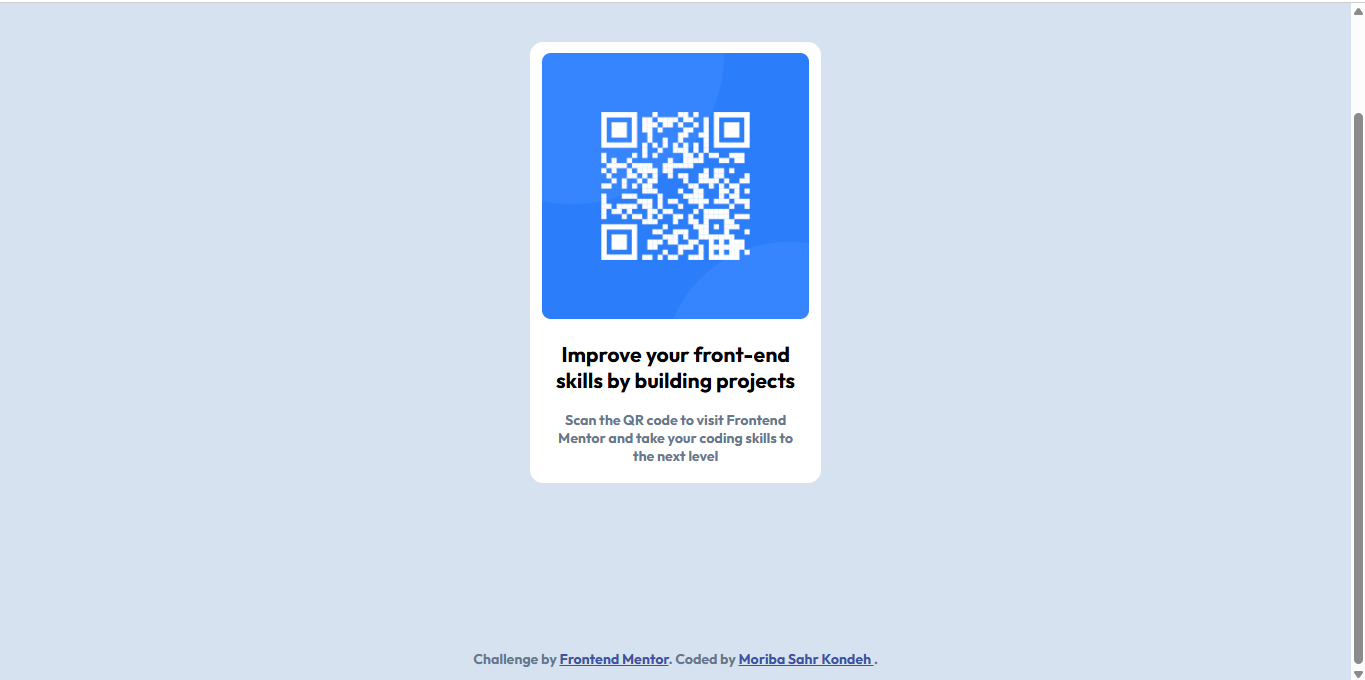 Improve your front-end
skills by building projects
Scan the QR code to visit Frontend
Mentor and take your coding skills to
the next level
Challenge by Frontend Mentor. Coded by Moriba Sahr Kondeh .